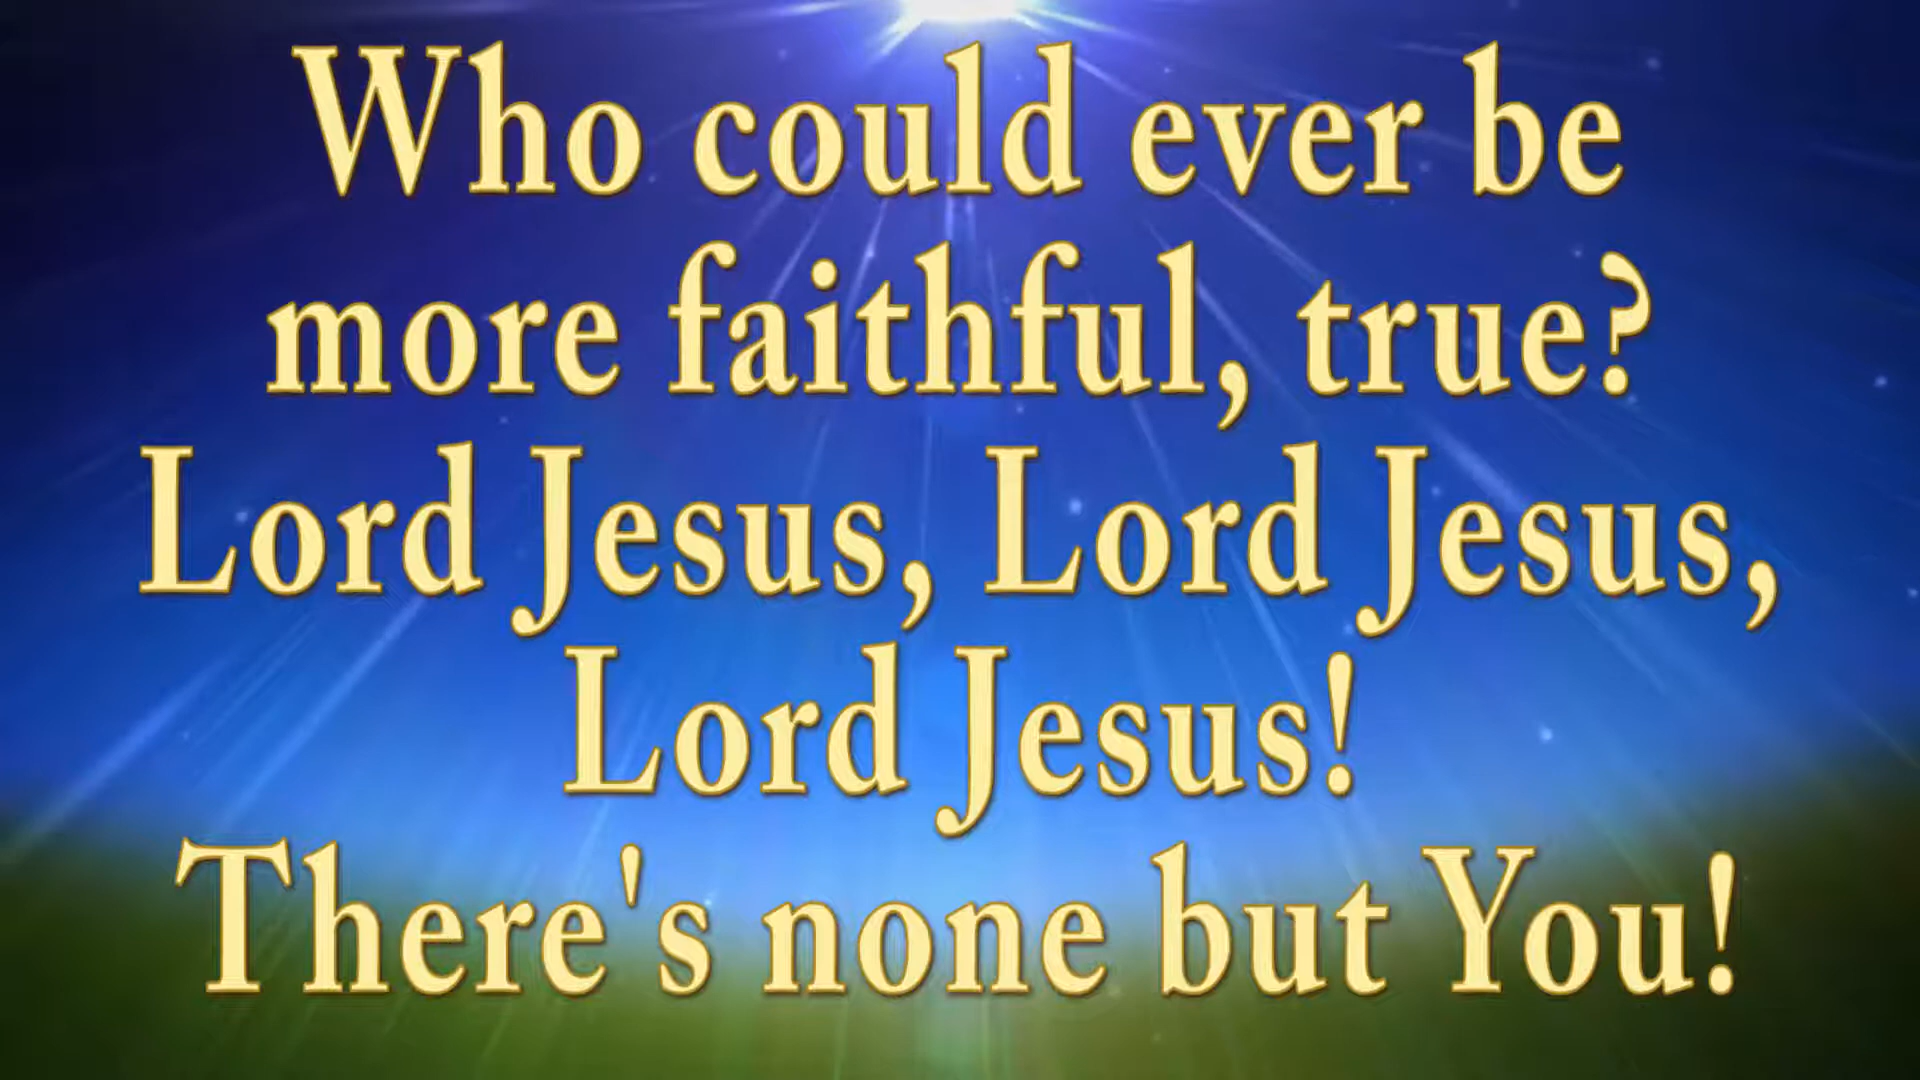 Who could ever be
more faithful, true?
Lord Jesus, Lord Jesus,
Lord Jesus!
There's none but You!